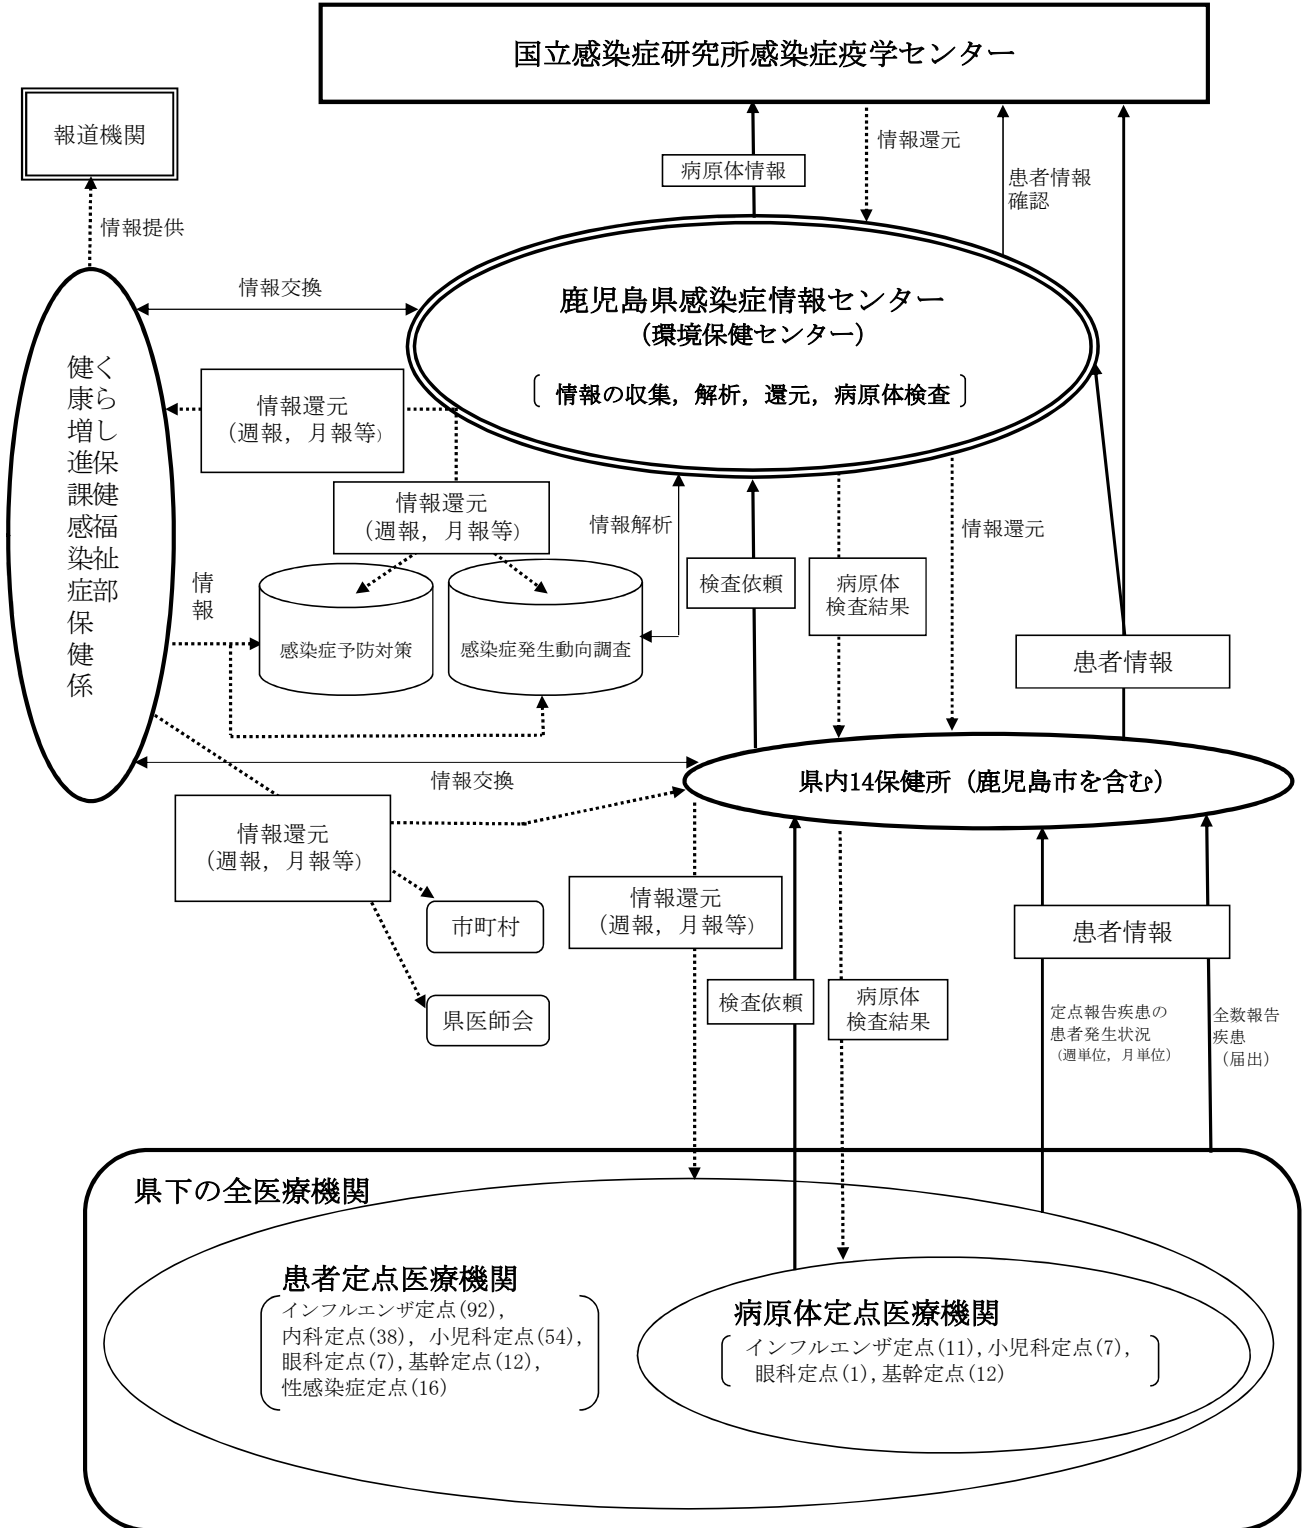 国立感染症研究所感染症疫学センター
報道機関
情報還元
病原体情報
患者情報
確認
情報提供
情報交換
鹿児島県感染症情報センター
(環境保健センター)
情報の収集，解析，還元，病原体検査
くらし保健福祉部
健康増進課感染症保健係
情報還元
(週報，月報等)
情報還元
(週報，月報等)
情報解析
情報還元
検査依頼
病原体
検査結果
情報
感染症予防対策
感染症発生動向調査
患者情報
情報交換
県内14保健所（鹿児島市を含む）
情報還元
(週報，月報等)
情報還元
(週報，月報等)
市町村
患者情報
県医師会
検査依頼
病原体
検査結果
定点報告疾患の
患者発生状況
(週単位，月単位)
全数報告
疾患
（届出）
県下の全医療機関
患者定点医療機関
インフルエンザ定点(92)，
内科定点(38)，小児科定点(54)，
眼科定点(7)，基幹定点(12)，
性感染症定点(16)
病原体定点医療機関
インフルエンザ定点(11)，小児科定点(7)，
眼科定点(1)，基幹定点(12)